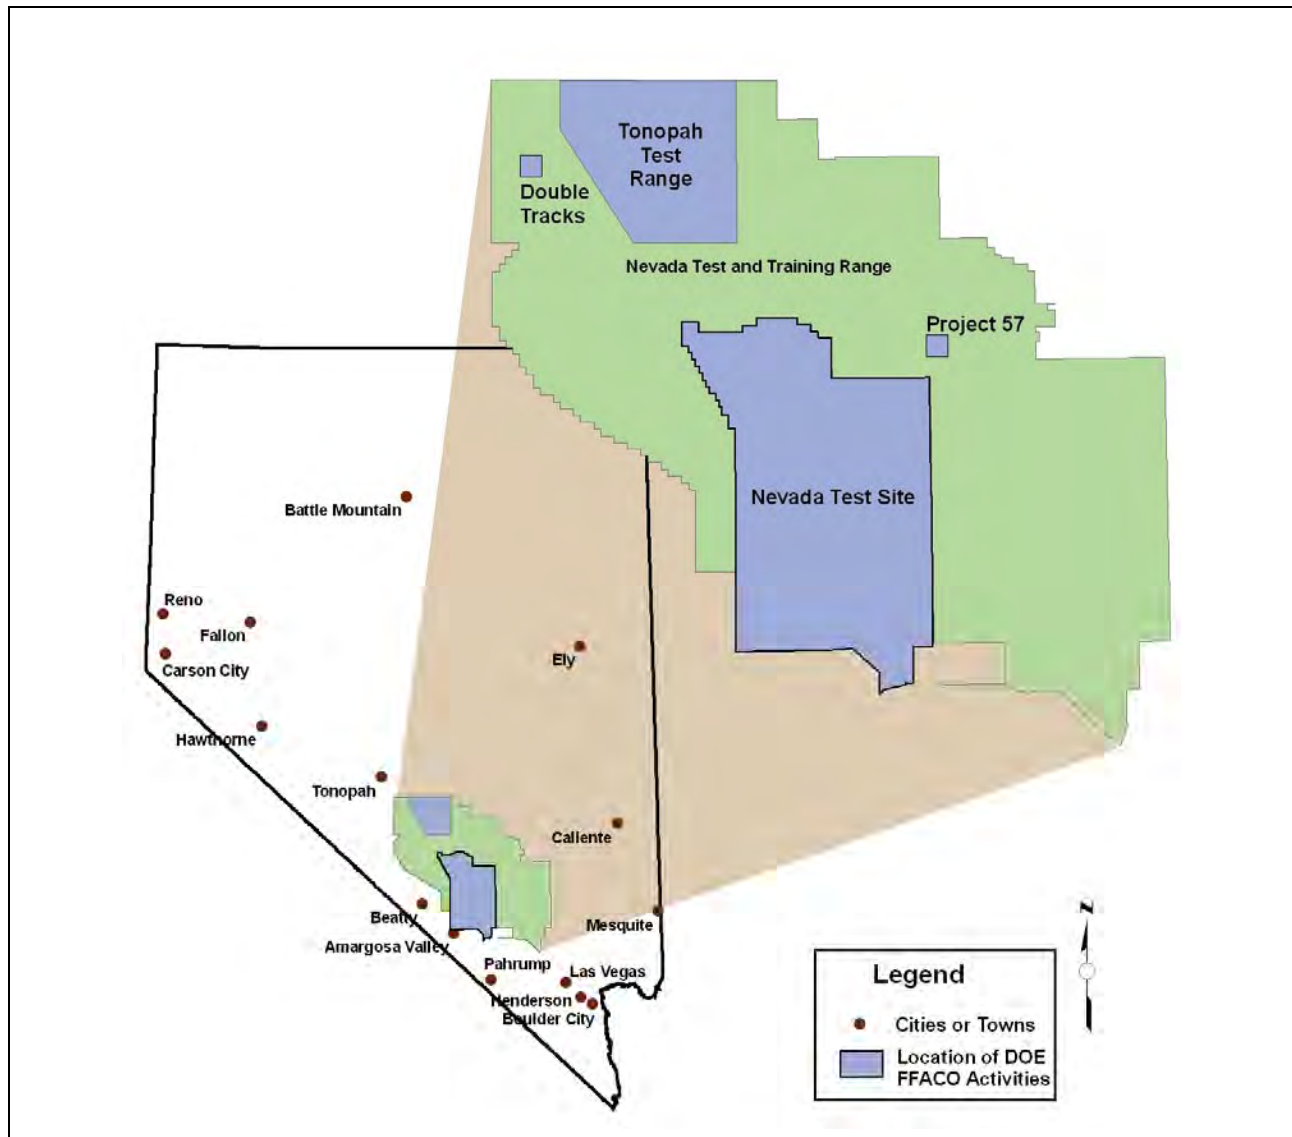 Tonopah
Test
Range
Double
Tracks
Nevada Test and Training Range
Project 57
Nevada Test Site
Battle Mountain
Reno
Fallon
Carson City
Ely
Hawthorne
Tonopah
Caliente
Beatty
Mesquite
Amargosa Valley
Pahrump
Las Vegas
Henderson
Boulder City
N
Legend
Cities or Towns
Location of DOE
FFACO Activities